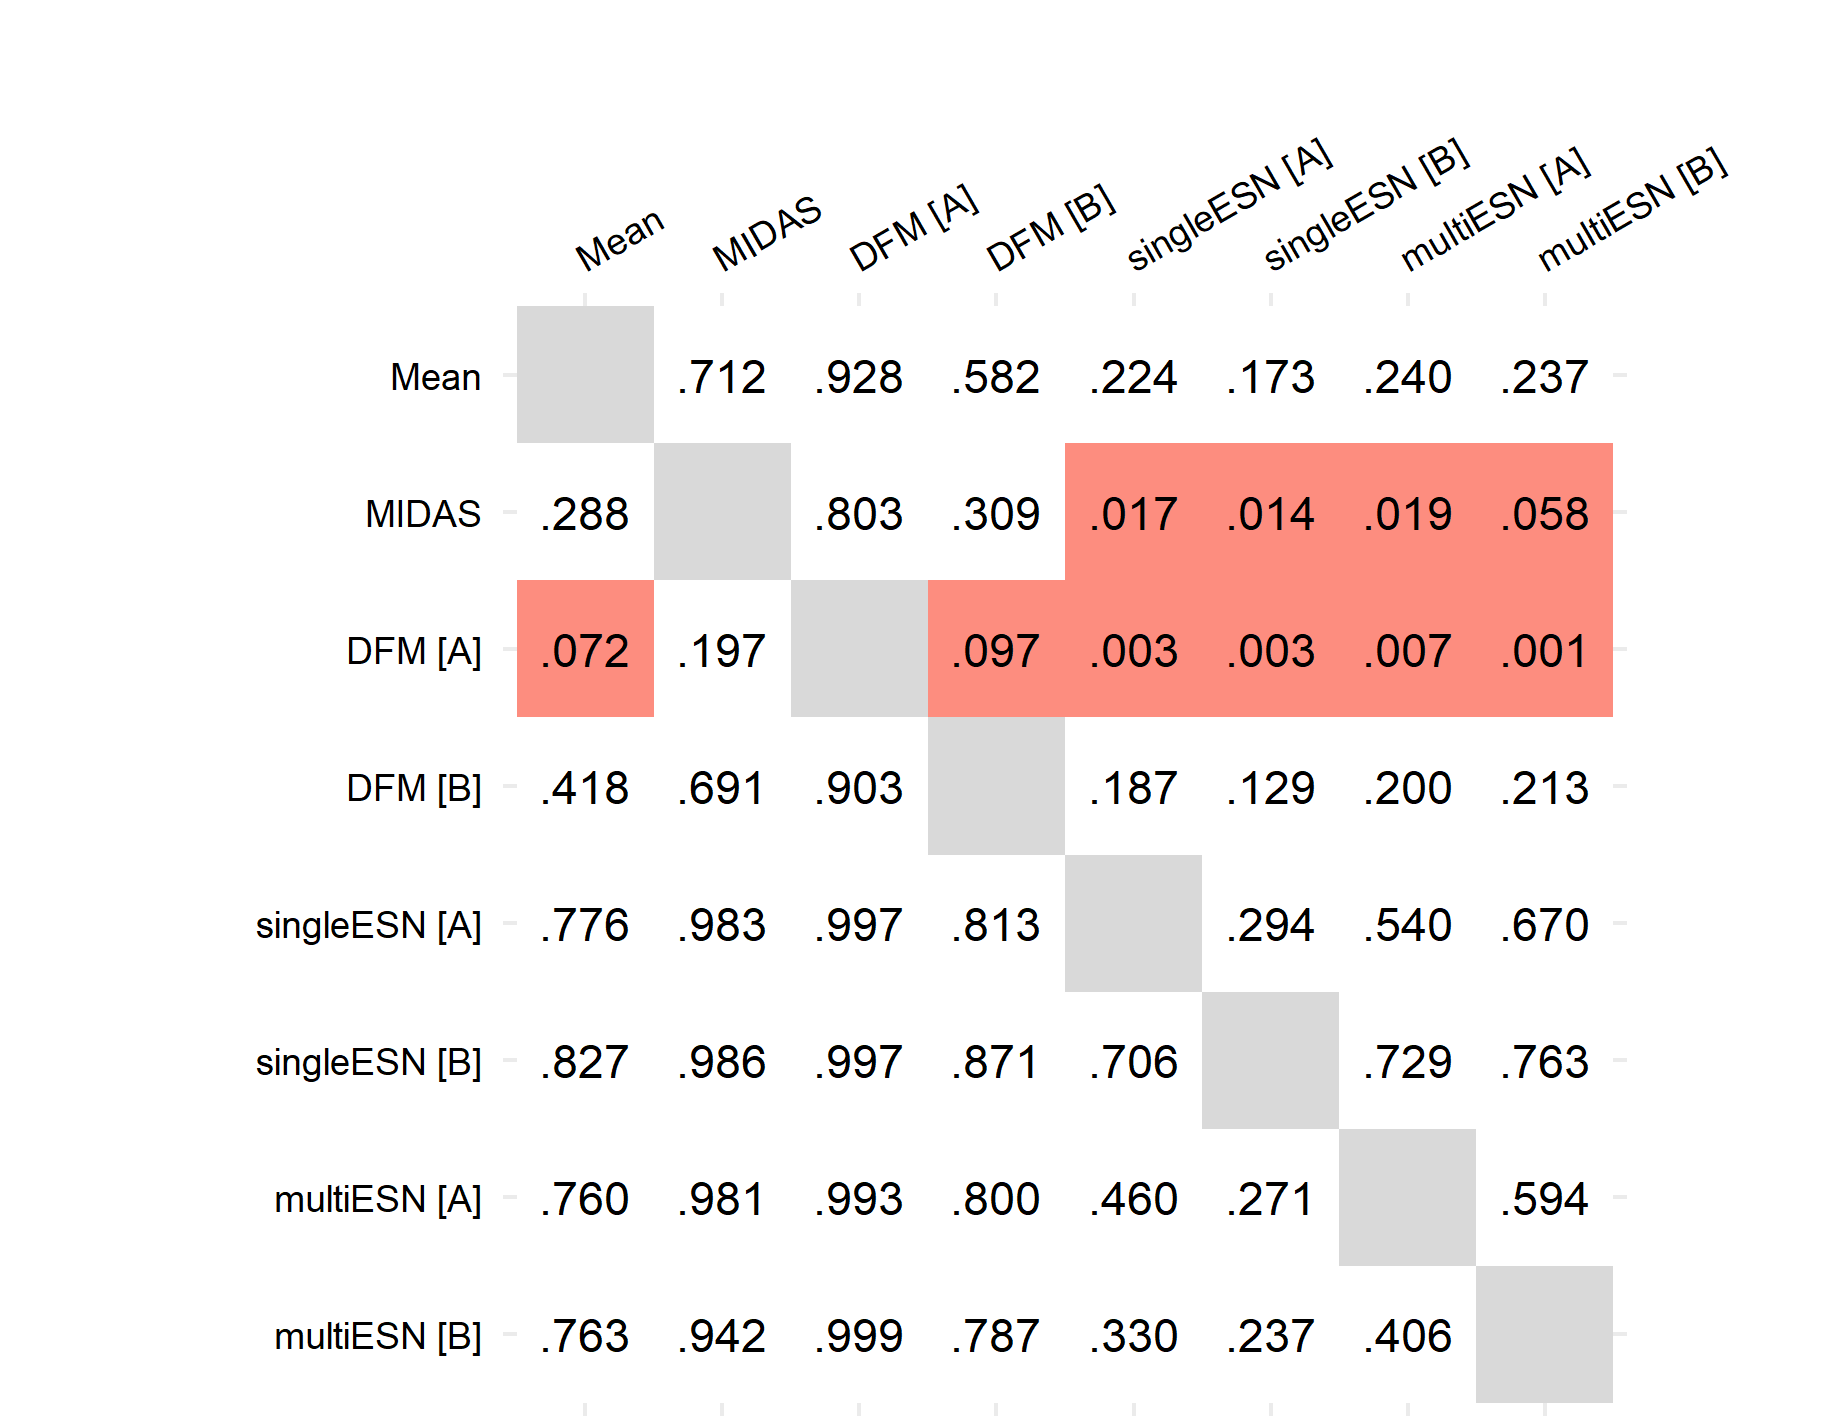 Mean MIDAS DFM [A] DFM [B] singleESN [A] singleESN [B] multiESN [A] multiESN [B]
Mean .712 .928 .582 .224 .173 .240 .237
MIDAS .288 .803 .309 .017 .014 .019 .058
DFM [A] .072 .197 .097 .003 .003 .007 .001
DFM [B] .418 .691 .903 .187 .129 .200 .213
singleESN [A] .776 .983 .997 .813 .294 .540 .670
singleESN [B] .827 .986 .997 .871 .706 .729 .763
multiESN [A] .760 .981 .993 .800 .460 .271 .594
multiESN [B] .763 .942 .999 .787 .330 .237 .406